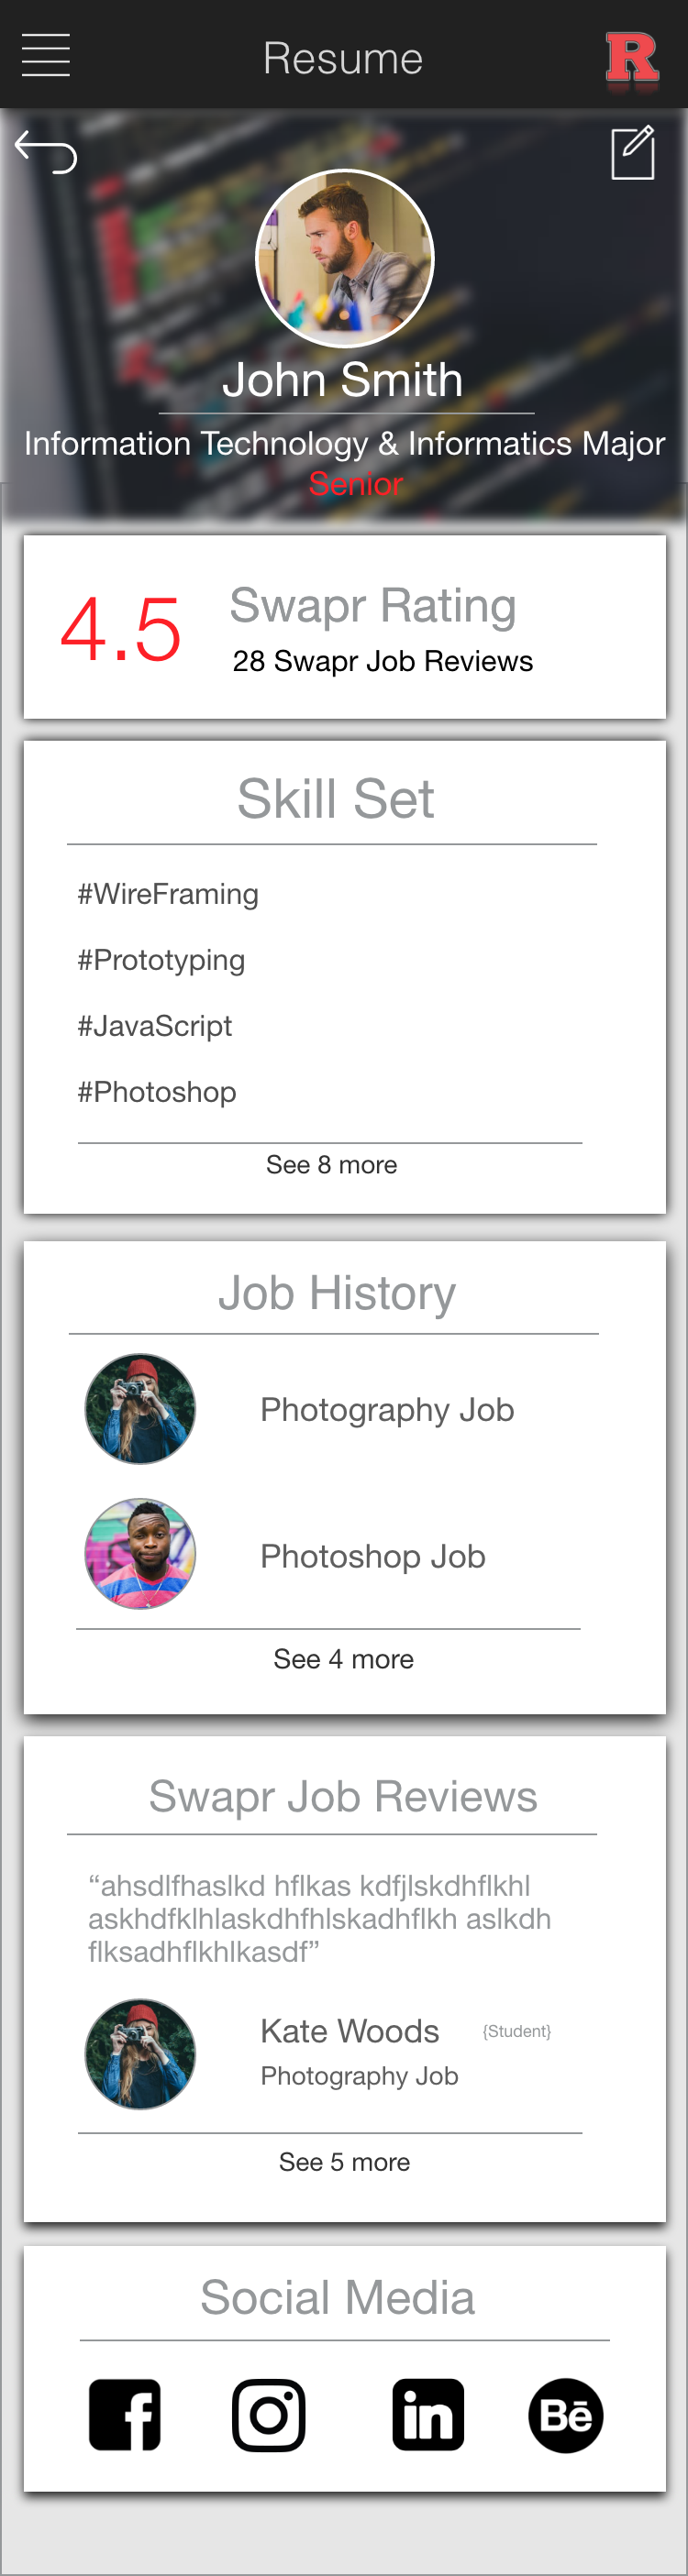 Resume
R
John Smith
Information Technology & Informatics Major
Senior
4.5
Swapr Rating
28 Swapr Job Reviews
Skill Set
#WireFraming
#Prototyping
#JavaScript
#Photoshop
See 8 more
Job History
Photography Job
Photoshop Job
See 4 more
Swapr Job Reviews
“ahsdlfhaslkd hflkas kdfjlskdhflkhl
askhdfklhlaskdhfhlskadhflkh aslkdh
flksadhflkhlkasdf”
Kate Woods {Student}
Photography Job
See 5 more
Social Media
f in Bē